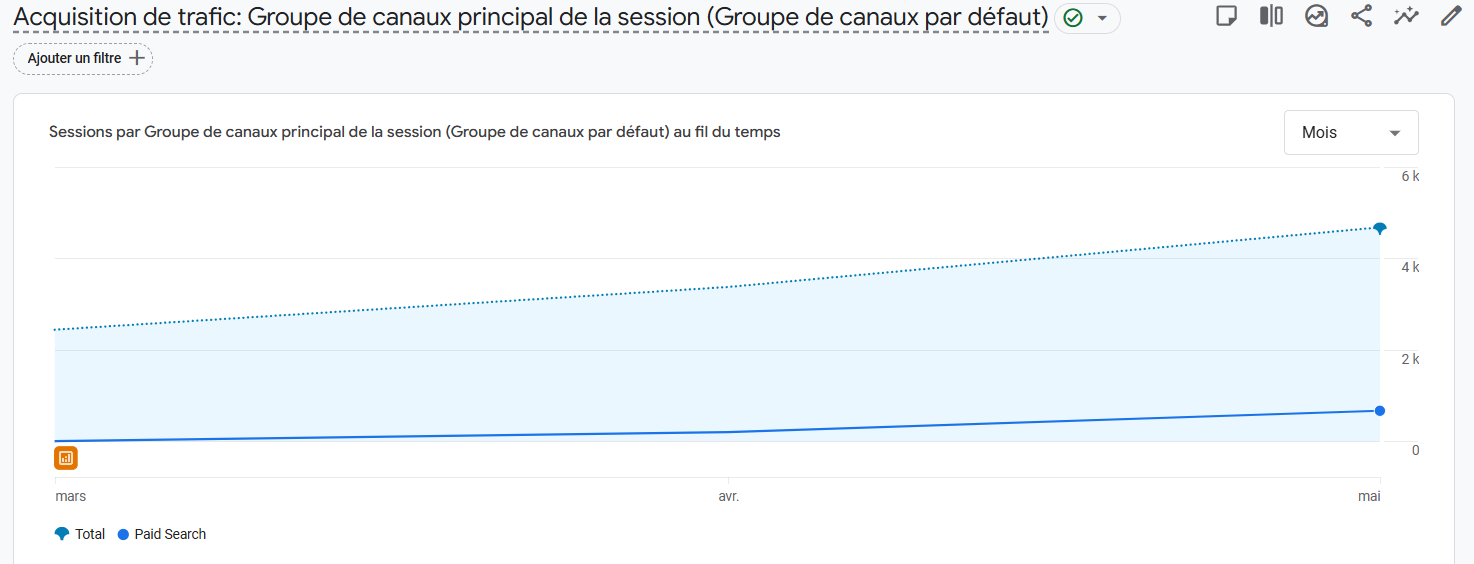 Acquisition de trafic: Groupe de canaux principal de la session (Groupe de canaux par défaut)
Ajouter un filtre
Sessions par Groupe de canaux principal de la session (Groupe de canaux par défaut) au fil du temps
Mois
6 k
4 k
2 k
0
mars avr. mai
Total Paid Search